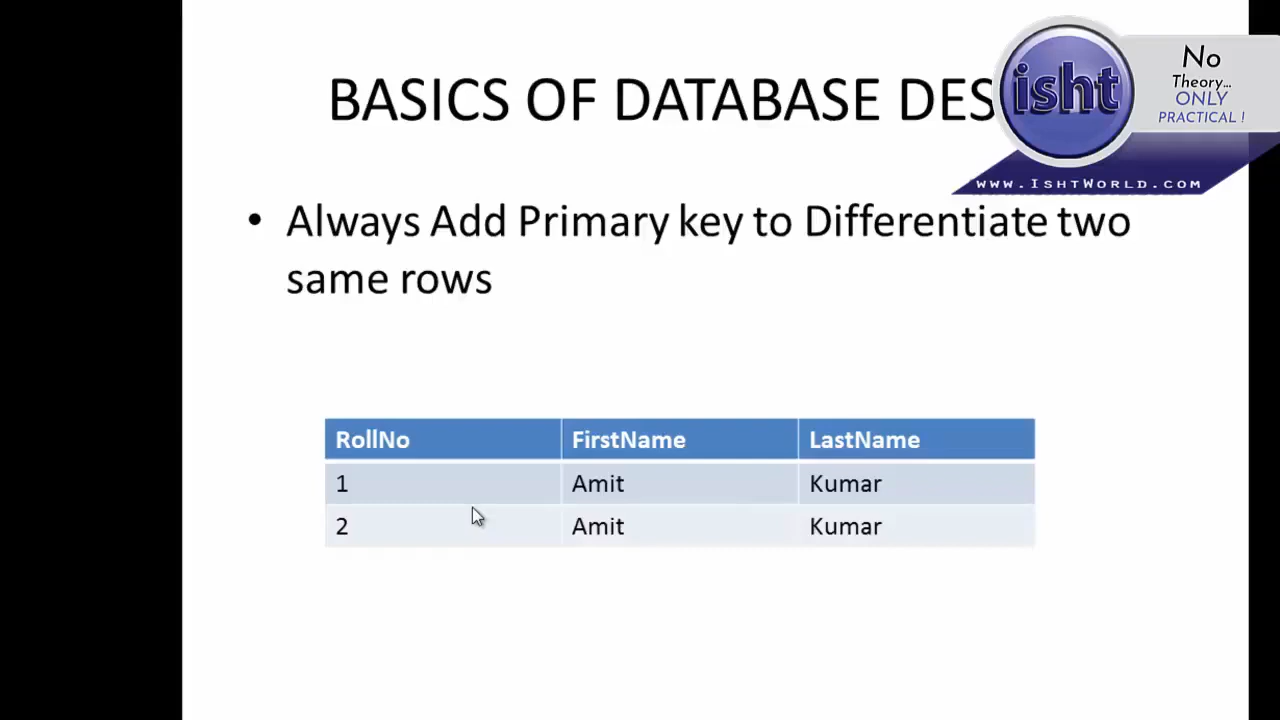 BASICS OF DATABASE DES
isht
No
Theory...
ONLY
PRACTICAL !
www.IshtWorld.com
• Always Add Primary key to Differentiate two
same rows
RollNo FirstName LastName
1 Amit Kumar
2 Amit Kumar